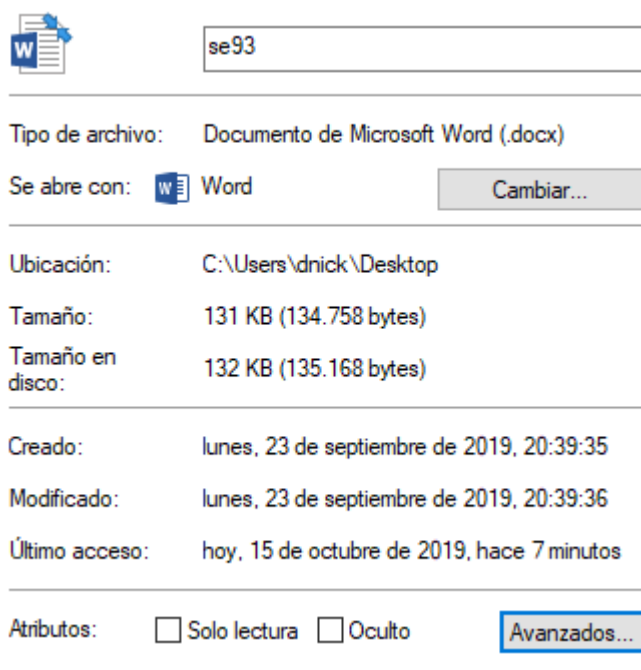 se93
Tipo de archivo: Documento de Microsoft Word (.docx)
Se abre con: W Word Cambiar...
Ubicación: C:\Users\dnick\Desktop
Tamaño: 131 KB (134.758 bytes)
Tamaño en
disco: 132 KB (135.168 bytes)
Creado: lunes, 23 de septiembre de 2019, 20:39:35
Modificado: lunes, 23 de septiembre de 2019, 20:39:36
Último acceso: hoy, 15 de octubre de 2019, hace 7 minutos
Atributos: Solo lectura Oculto Avanzados...